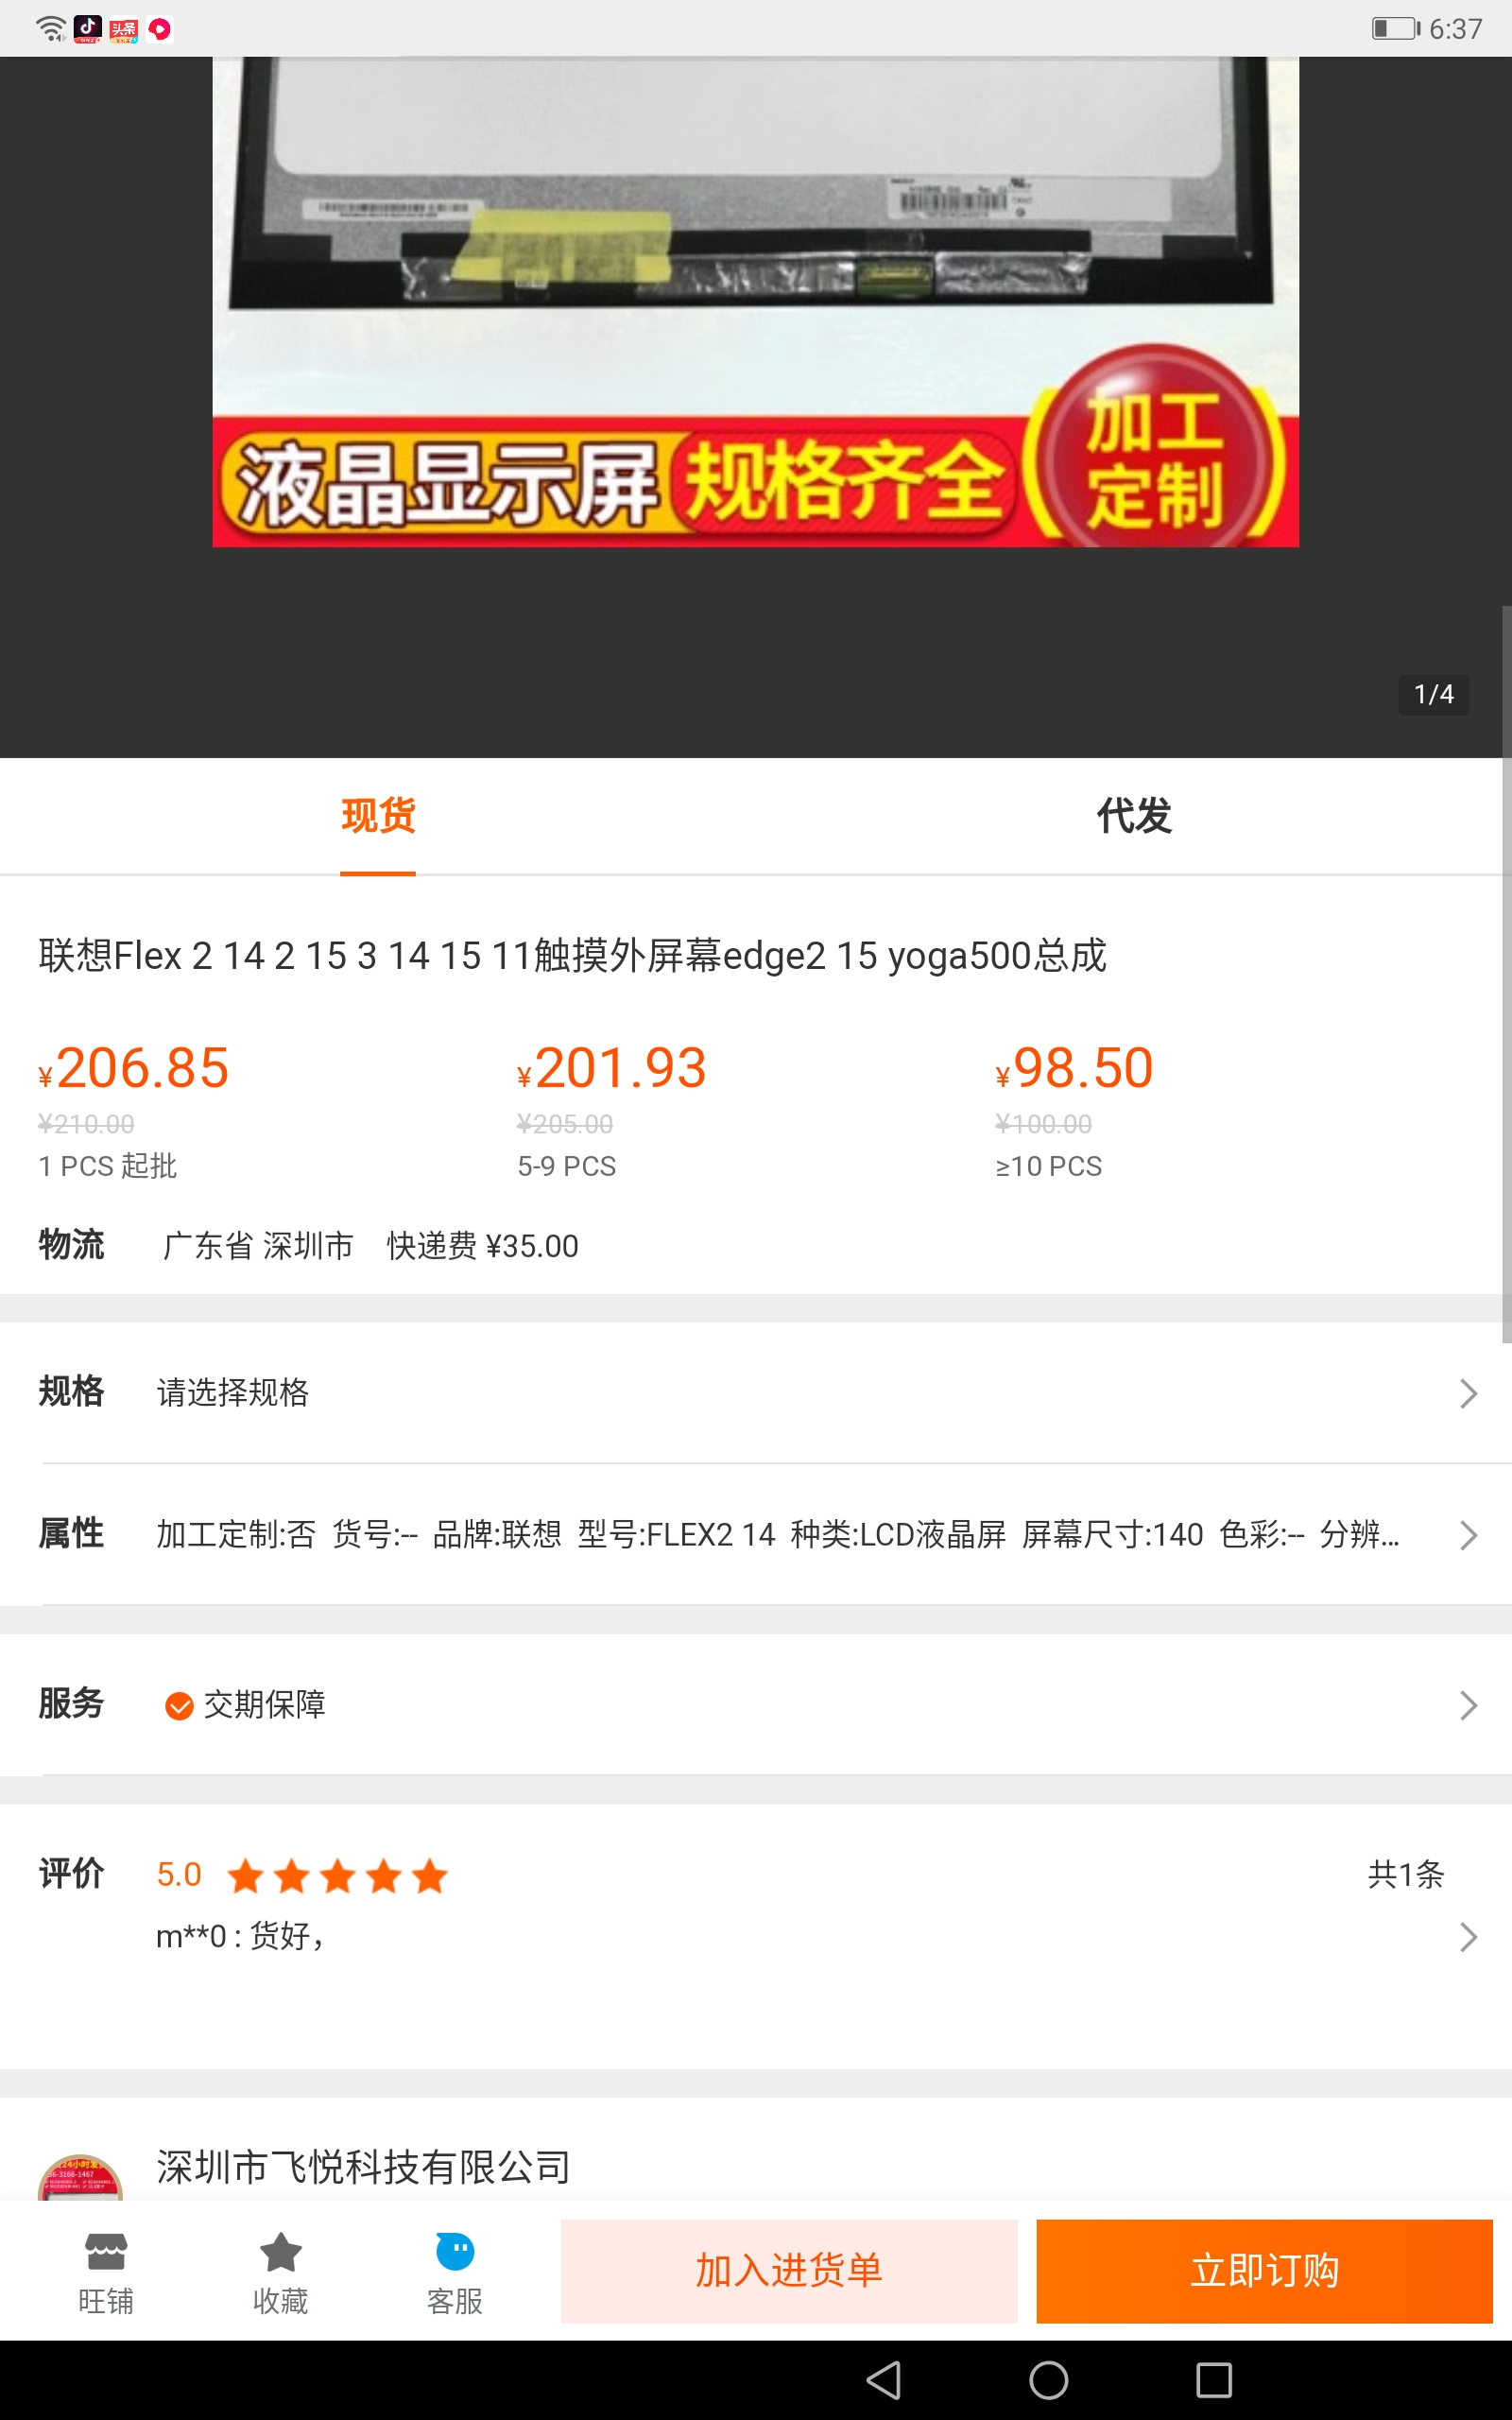 头条
6:37
液晶显示屏 规格齐全 加工定制
1/4
现货 代发
联想Flex 2 14 2 15 3 14 15 11触摸外屏幕edge2 15 yoga500总成
¥206.85 ¥201.93 ¥98.50
¥210.00 ¥205.00 ¥100.00
1 PCS 起批 5-9 PCS ≥10 PCS
物流 广东省 深圳市 快递费 ¥35.00
规格 请选择规格
属性 加工定制:否 货号:-- 品牌:联想 型号:FLEX2 14 种类:LCD液晶屏 屏幕尺寸:140 色彩:-- 分辨...
服务 交期保障
评价 5.0 共1条
m**0 : 货好，
深圳市飞悦科技有限公司
旺铺 收藏 客服 加入进货单 立即订购